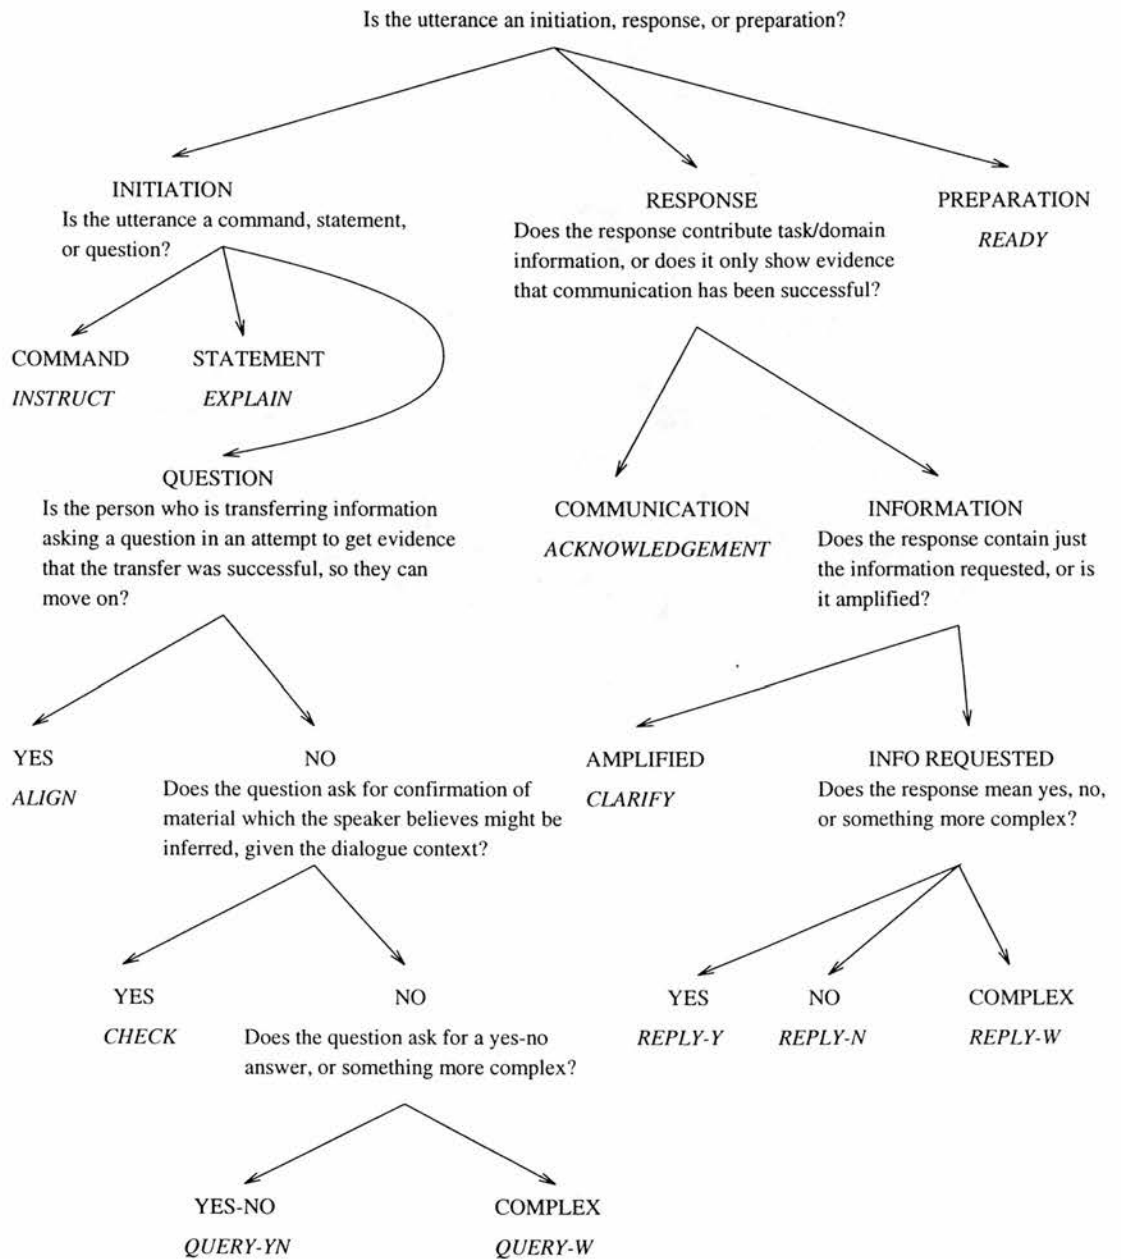 Is the utterance an initiation, response, or preparation?
INITIATION
Is the utterance a command, statement,
or question?
RESPONSE
Does the response contribute task/domain
information, or does it only show evidence
that communication has been successful?
PREPARATION
READY
COMMAND
INSTRUCT
STATEMENT
EXPLAIN
QUESTION
Is the person who is transferring information
asking a question in an attempt to get evidence
that the transfer was successful, so they can
move on?
COMMUNICATION
ACKNOWLEDGEMENT
INFORMATION
Does the response contain just
the information requested, or is
it amplified?
YES
ALIGN
NO
Does the question ask for confirmation of
material which the speaker believes might be
inferred, given the dialogue context?
AMPLIFIED
CLARIFY
INFO REQUESTED
Does the response mean yes, no,
or something more complex?
YES
CHECK
NO
Does the question ask for a yes-no
answer, or something more complex?
YES
REPLY-Y
NO
REPLY-N
COMPLEX
REPLY-W
YES-NO
QUERY-YN
COMPLEX
QUERY-W